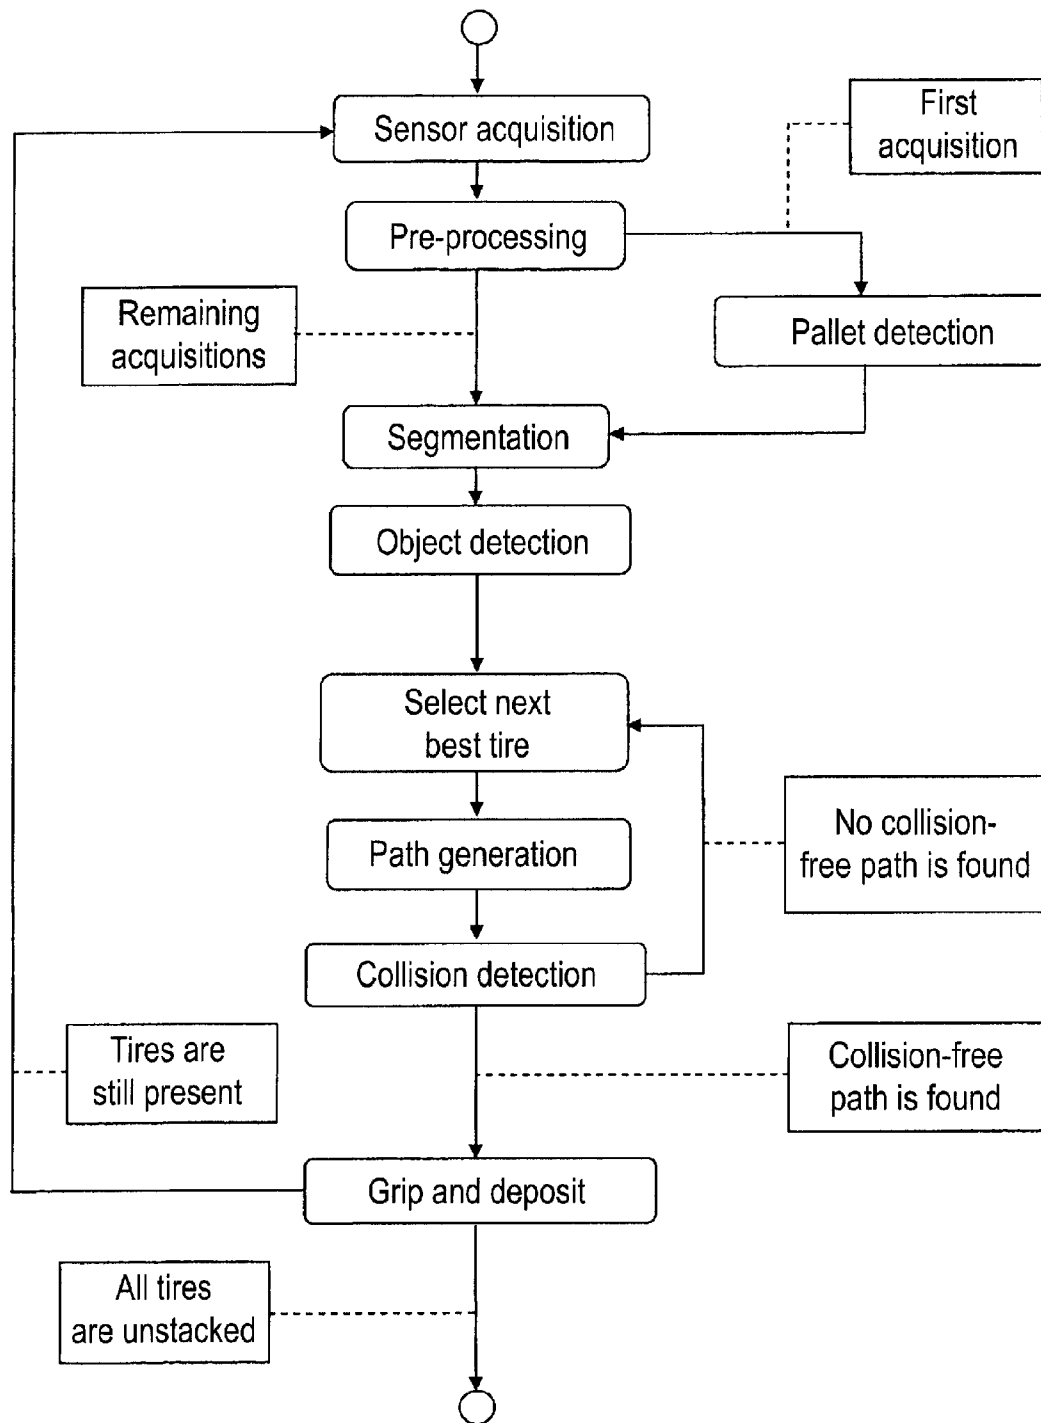 Sensor acquisition
First
acquisition
Pre-processing
Remaining
acquisitions
Pallet detection
Segmentation
Object detection
Select next
best tire
Path generation
No collision-
free path is found
Collision detection
Tires are
still present
Collision-free
path is found
Grip and deposit
All tires
are unstacked